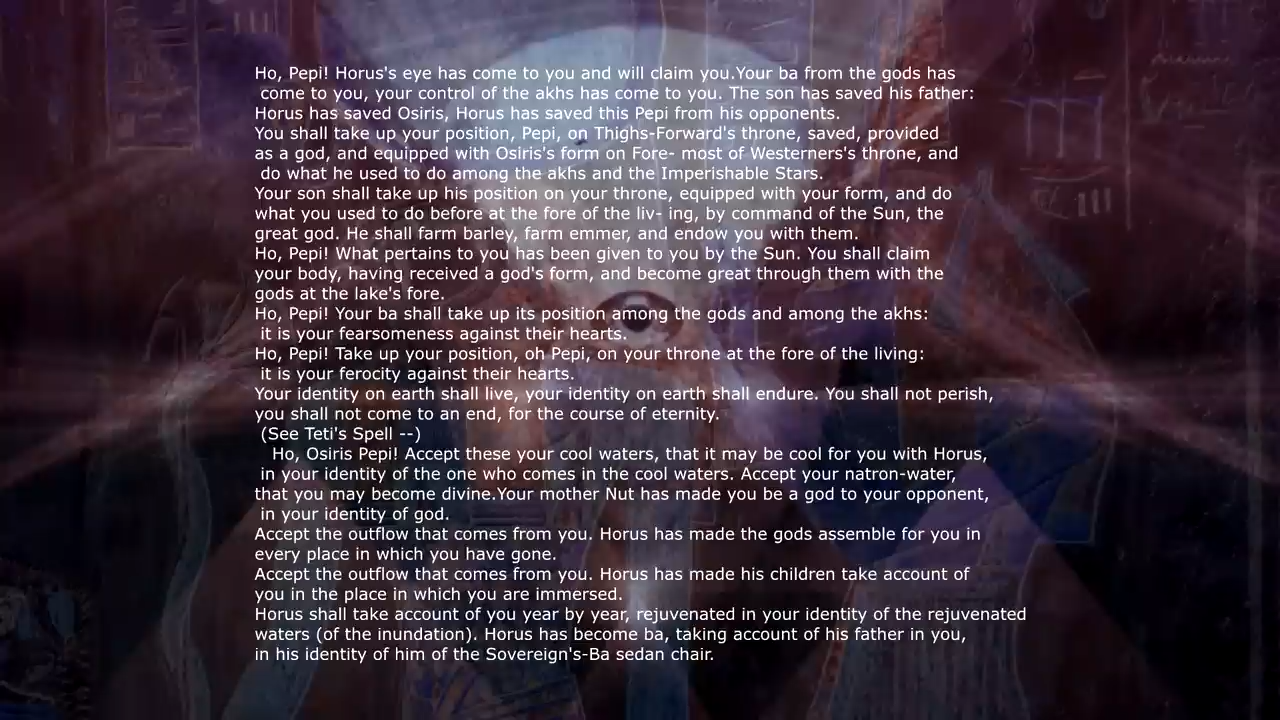 Ho, Pepi! Horus's eye has come to you and will claim you.Your ba from the gods has
come to you, your control of the akhs has come to you. The son has saved his father:
Horus has saved Osiris, Horus has saved this Pepi from his opponents.
You shall take up your position, Pepi, on Thighs-Forward's throne, saved, provided
as a god, and equipped with Osiris's form on Fore- most of Westerners's throne, and
do what he used to do among the akhs and the Imperishable Stars.
Your son shall take up his position on your throne, equipped with your form, and do
what you used to do before at the fore of the liv- ing, by command of the Sun, the
great god. He shall farm barley, farm emmer, and endow you with them.
Ho, Pepi! What pertains to you has been given to you by the Sun. You shall claim
your body, having received a god's form, and become great through them with the
gods at the lake's fore.
Ho, Pepi! Your ba shall take up its position among the gods and among the akhs:
it is your fearsomeness against their hearts.
Ho, Pepi! Take up your position, oh Pepi, on your throne at the fore of the living:
it is your ferocity against their hearts.
Your identity on earth shall live, your identity on earth shall endure. You shall not perish,
you shall not come to an end, for the course of eternity.
(See Teti's Spell --)
Ho, Osiris Pepi! Accept these your cool waters, that it may be cool for you with Horus,
in your identity of the one who comes in the cool waters. Accept your natron-water,
that you may become divine.Your mother Nut has made you be a god to your opponent,
in your identity of god.
Accept the outflow that comes from you. Horus has made the gods assemble for you in
every place in which you have gone.
Accept the outflow that comes from you. Horus has made his children take account of
you in the place in which you are immersed.
Horus shall take account of you year by year, rejuvenated in your identity of the rejuvenated
waters (of the inundation). Horus has become ba, taking account of his father in you,
in his identity of him of the Sovereign's-Ba sedan chair.